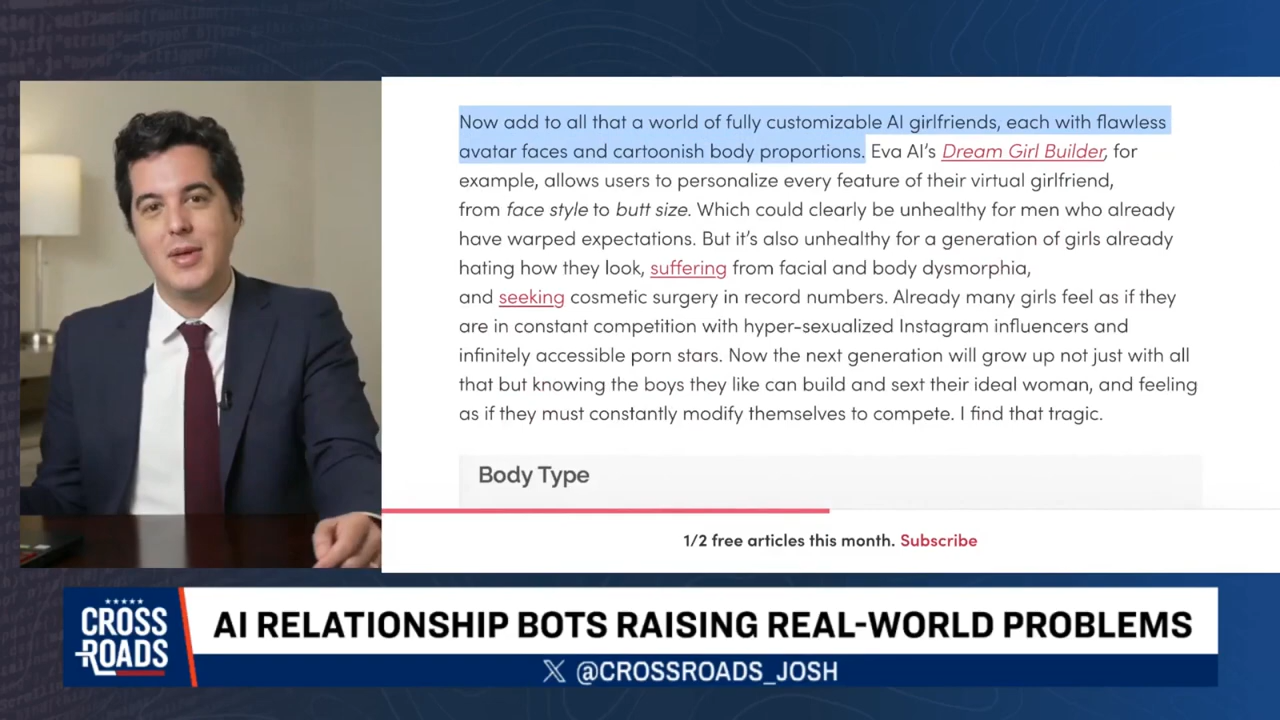 Now add to all that a world of fully customizable AI girlfriends, each with flawless
avatar faces and cartoonish body proportions. Eva AI’s Dream Girl Builder, for
example, allows users to personalize every feature of their virtual girlfriend,
from face style to butt size. Which could clearly be unhealthy for men who already
have warped expectations. But it’s also unhealthy for a generation of girls already
hating how they look, suffering from facial and body dysmorphia,
and seeking cosmetic surgery in record numbers. Already many girls feel as if they
are in constant competition with hyper-sexualized Instagram influencers and
infinitely accessible porn stars. Now the next generation will grow up not just with all
that but knowing the boys they like can build and sext their ideal woman, and feeling
as if they must constantly modify themselves to compete. I find that tragic.
Body Type
1/2 free articles this month. Subscribe
CROSS
ROADS
AI RELATIONSHIP BOTS RAISING REAL-WORLD PROBLEMS
X @CROSSROADS_JOSH